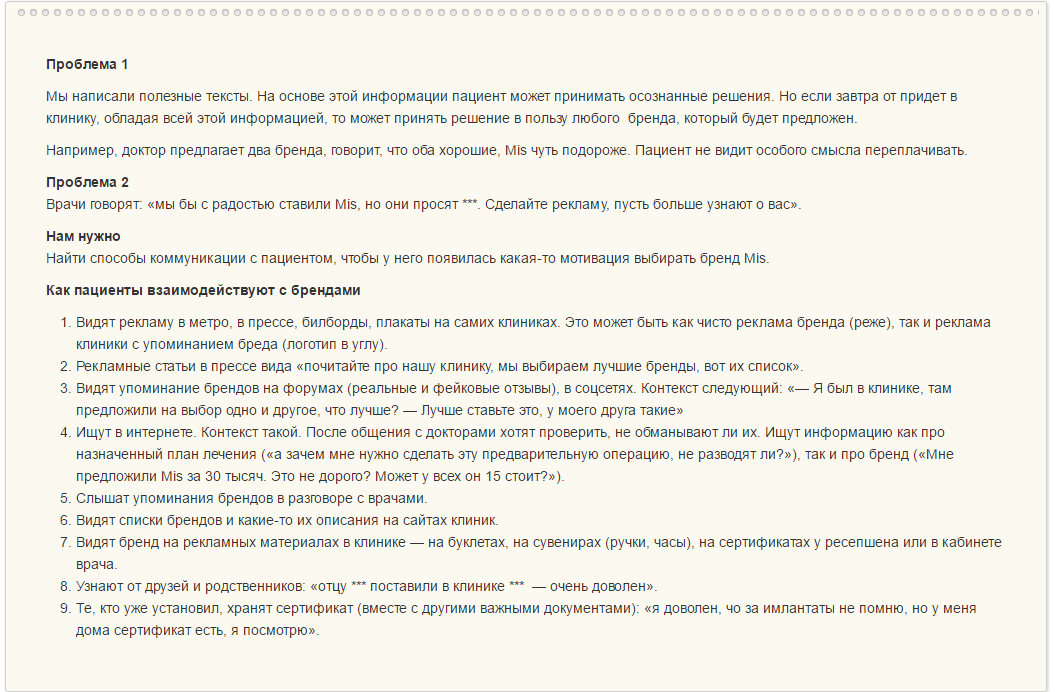 Проблема 1
Мы написали полезные тексты. На основе этой информации пациент может принимать осознанные решения. Но если завтра от придет в
клинику, обладая всей этой информацией, то может принять решение в пользу любого  бренда, который будет предложен.
Например, доктор предлагает два бренда, говорит, что оба хорошие, Mis чуть подороже. Пациент не видит особого смысла переплачивать.
Проблема 2
Врачи говорят: «мы бы с радостью ставили Mis, но они просят ***. Сделайте рекламу, пусть больше узнают о вас».
Нам нужно
Найти способы коммуникации с пациентом, чтобы у него появилась какая-то мотивация выбирать бренд Mis.
Как пациенты взаимодействуют с брендами
1. Видят рекламу в метро, в прессе, билборды, плакаты на самих клиниках. Это может быть как чисто реклама бренда (реже), так и реклама
клиники с упоминанием бреда (логотип в углу).
2. Рекламные статьи в прессе вида «почитайте про нашу клинику, мы выбираем лучшие бренды, вот их список».
3. Видят упоминание брендов на форумах (реальные и фейковые отзывы), в соцсетях. Контекст следующий: «— Я был в клинике, там
предложили на выбор одно и другое, что лучше? — Лучше ставьте это, у моего друга такие»
4. Ищут в интернете. Контекст такой. После общения с докторами хотят проверить, не обманывают ли их. Ищут информацию как про
назначенный план лечения («а зачем мне нужно сделать эту предварительную операцию, не разводят ли?»), так и про бренд («Мне
предложили Mis за 30 тысяч. Это не дорого? Может у всех он 15 стоит?»).
5. Слышат упоминания брендов в разговоре с врачами.
6. Видят списки брендов и какие-то их описания на сайтах клиник.
7. Видят бренд на рекламных материалах в клинике — на буклетах, на сувенирах (ручки, часы), на сертификатах у ресепшена или в кабинете
врача.
8. Узнают от друзей и родственников: «отцу *** поставили в клинике ***  — очень доволен».
9. Те, кто уже установил, хранят сертификат (вместе с другими важными документами): «я доволен, чо за имлантаты не помню, но у меня
дома сертификат есть, я посмотрю».